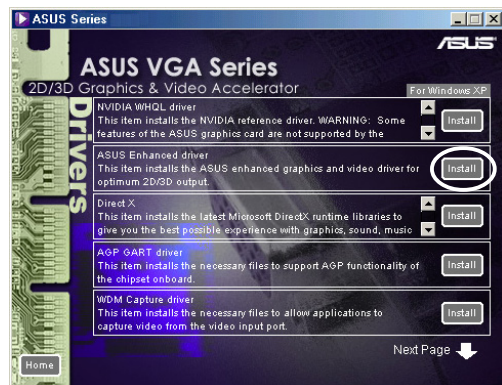 ASUS Series
ASUS
ASUS VGA Series
2D/3D Graphics & Video Accelerator
For Windows XP
Drivers
NVIDIA WHQL driver
This item installs the NVIDIA reference driver. WARNING: Some
features of the ASUS graphics card are not supported by the
Install
ASUS Enhanced driver
This item installs the ASUS enhanced graphics and video driver for
optimum 2D/3D output.
Install
Direct X
This item installs the latest Microsoft DirectX runtime libraries to
give you the best possible experience with graphics, sound, music
Install
AGP GART driver
This item installs the necessary files to support AGP functionality of
the chipset onboard.
Install
WDM Capture driver
This item installs the necessary files to allow applications to
capture video from the video input port.
Install
Next Page
Home